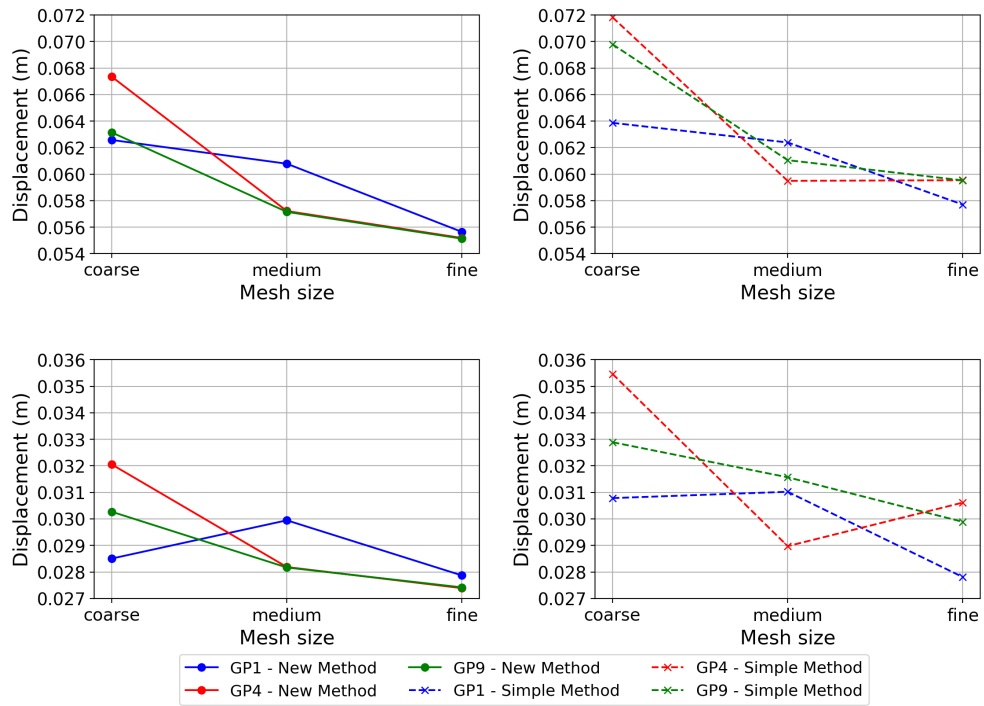 0.072
0.070
0.068
0.066
0.064
0.062
0.060
0.058
0.056
0.054
Displacement (m)
coarse medium fine
Mesh size
0.072
0.070
0.068
0.066
0.064
0.062
0.060
0.058
0.056
0.054
Displacement (m)
coarse medium fine
Mesh size
0.036
0.035
0.034
0.033
0.032
0.031
0.030
0.029
0.028
0.027
Displacement (m)
coarse medium fine
Mesh size
0.036
0.035
0.034
0.033
0.032
0.031
0.030
0.029
0.028
0.027
Displacement (m)
coarse medium fine
Mesh size
GP1 - New Method GP9 - New Method GP4 - Simple Method
GP4 - New Method GP1 - Simple Method GP9 - Simple Method